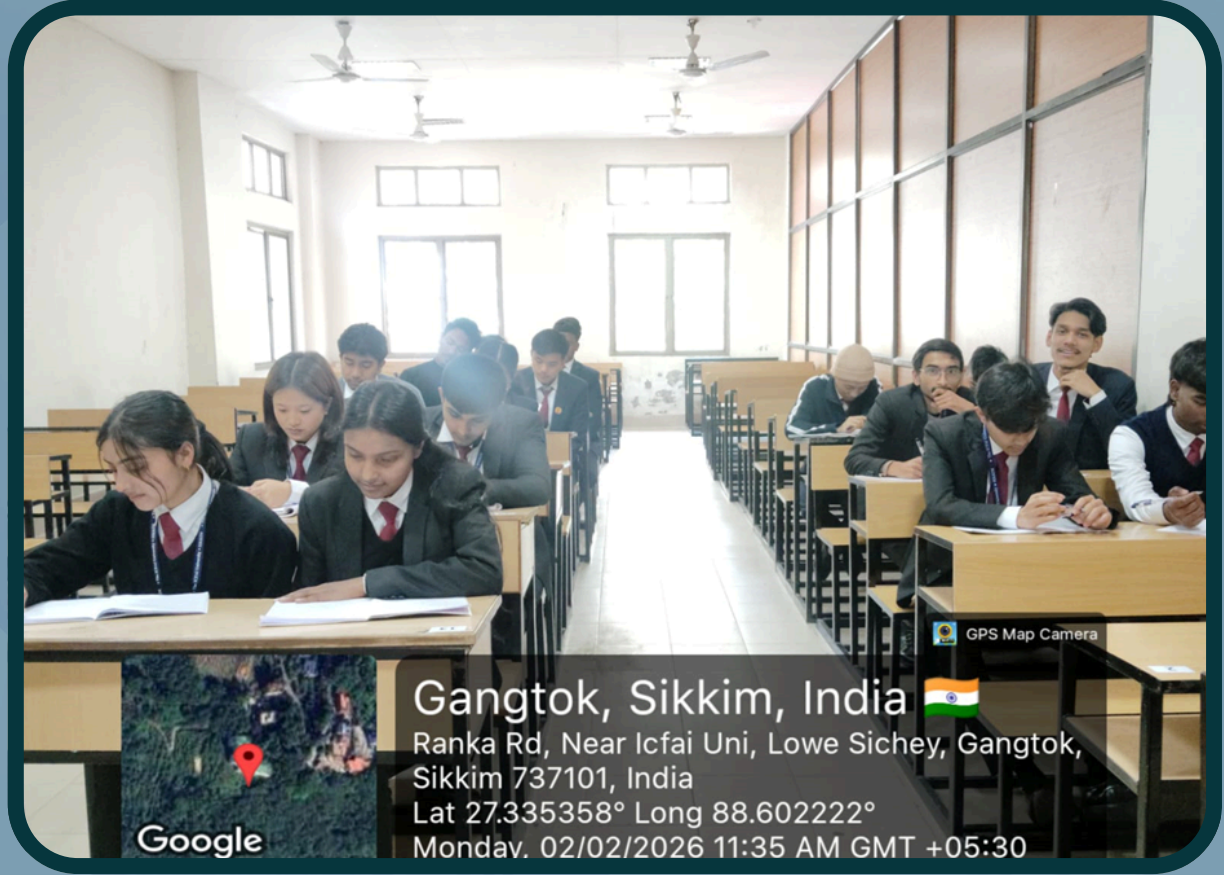 GPS Map Camera
Gangtok, Sikkim, India
Ranka Rd, Near Icfai Uni, Lowe Sichey, Gangtok,
Sikkim 737101, India
Lat 27.335358° Long 88.602222°
Monday, 02/02/2026 11:35 AM GMT +05:30
Google